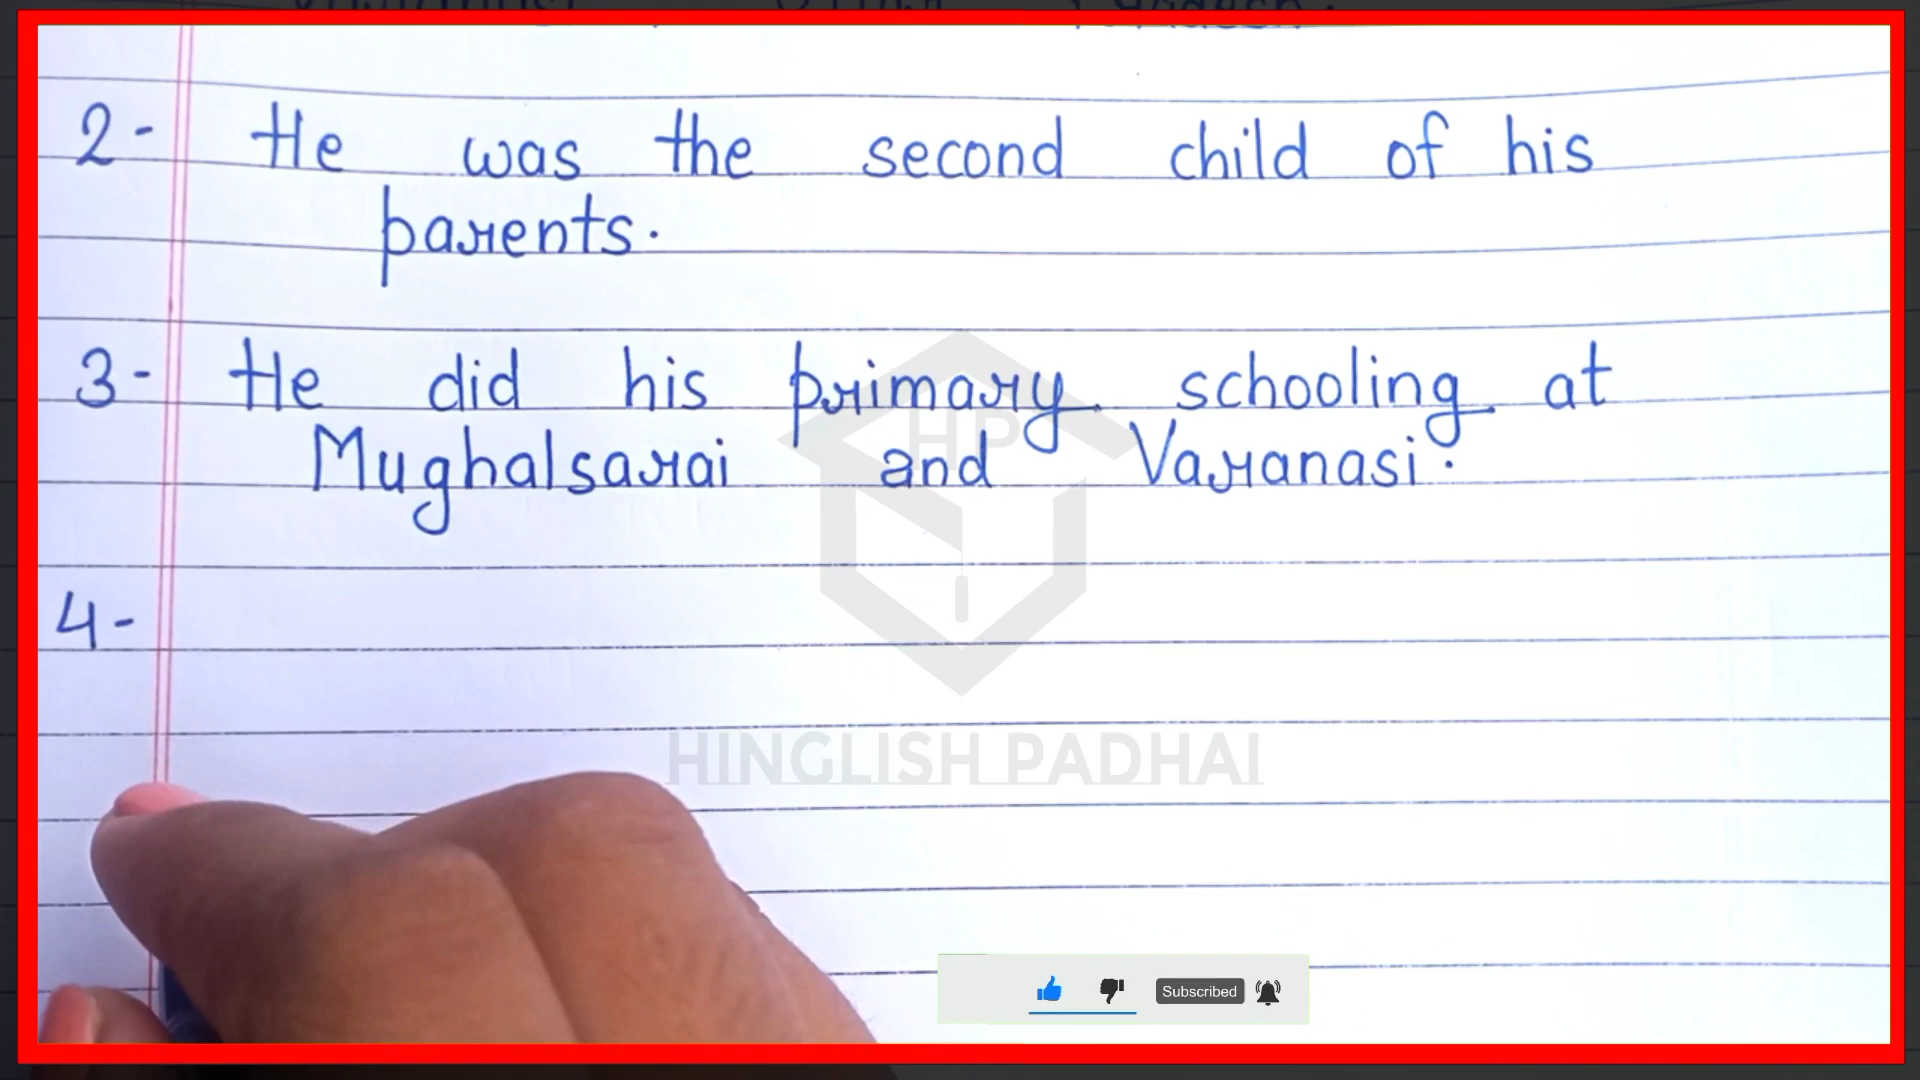 2- He was the second child of his
parents.
3- He did his primary schooling at
Mughalsarai and Varanasi.
4-
HP
HINGLISH PADHAI
Subscribed